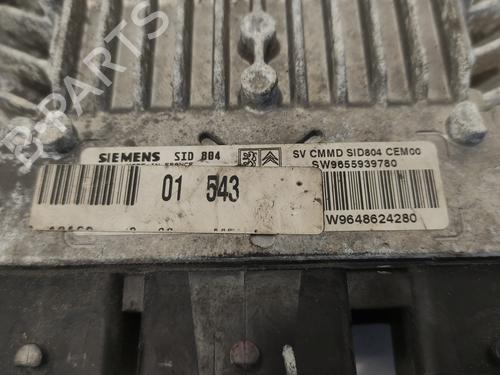 SIEMENS SID 804
SV CMMD SID804 CEM00
SW9655939780
01 543
W9648624280
B-PARTS